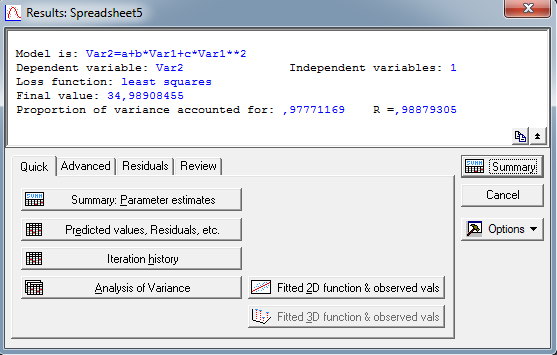 Results: Spreadsheet5
Model is: Var2=a+b*Var1+c*Var1**2
Dependent variable: Var2 Independent variables: 1
Loss function: least squares
Final value: 34,98908455
Proportion of variance accounted for: ,97771169 R =,98879305
Quick Advanced Residuals Review
Summary
Summary: Parameter estimates
Cancel
Predicted values, Residuals, etc.
Options
Iteration history
Analysis of Variance
Fitted 2D function & observed vals
Fitted 3D function & observed vals